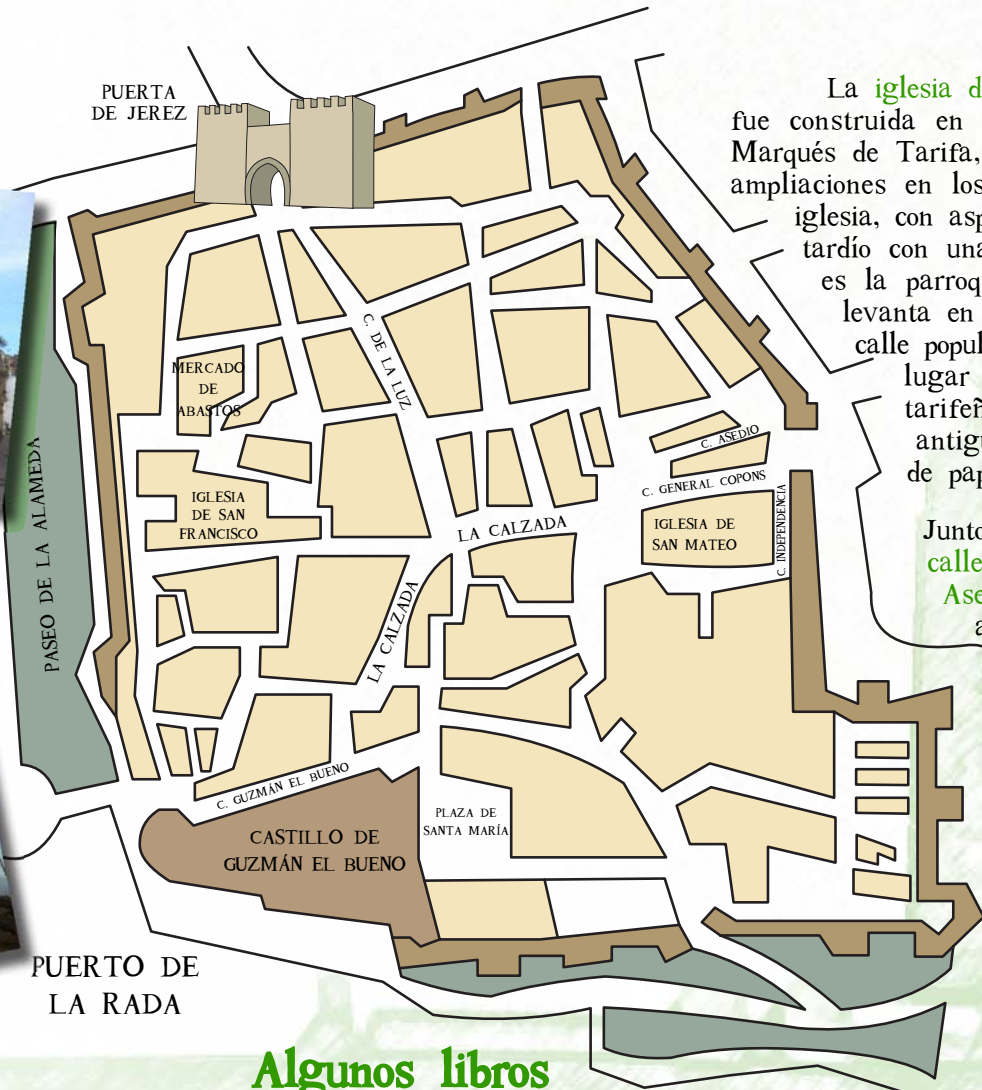 PUERTA
DE JEREZ
C. DE LA LUZ
MERCADO
DE
ABASTOS
IGLESIA
DE SAN
FRANCISCO
PASEO DE LA ALAMEDA
LA CALZADA
LA CALZADA
C. ASEDIO
C. GENERAL COPONS
IGLESIA DE
SAN MATEO
C. INDEPENDENCIA
C. GUZMÁN EL BUENO
CASTILLO DE
GUZMÁN EL BUENO
PLAZA DE
SANTA MARÍA
PUERTO DE
LA RADA
La iglesia d
fue construida en
Marqués de Tarifa,
ampliaciones en los
iglesia, con asp
tardío con una
es la parroq
levanta en
calle popul
lugar
tarifeñ
antigu
de pap
Junto
calle
Ase
a
Algunos libros